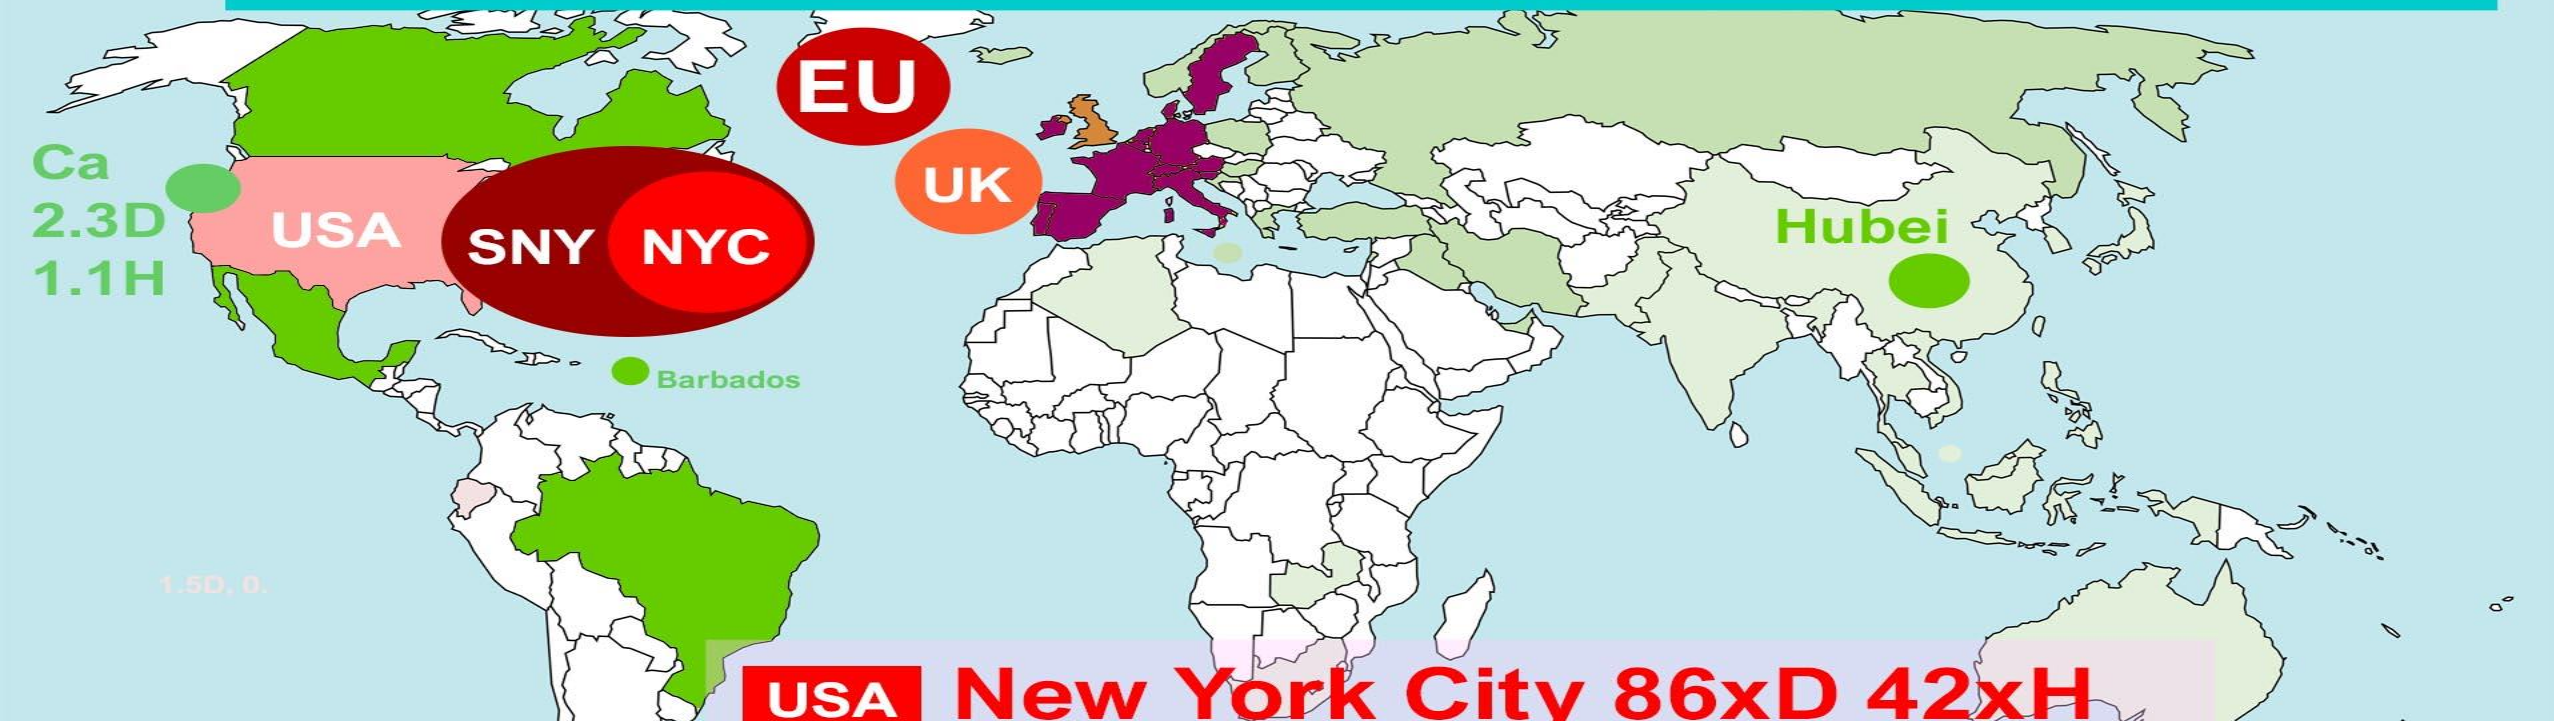 EU
Ca
2.3D
1.1H
UK
USA
SNY
NYC
Hubei
Barbados
1.5D, 0.
USA New York City 86xD 42xH